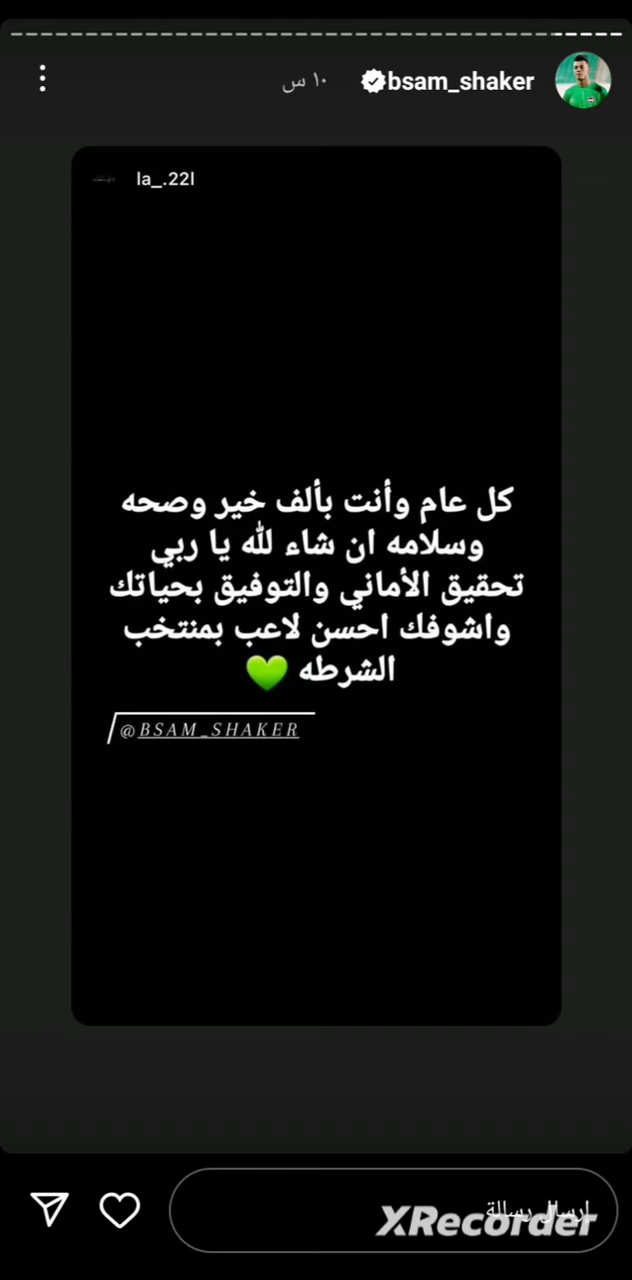 bsam_shaker ١٠ س
la_.22l
كل عام وأنت بألف خير وصحه
وسلامه ان شاء لله يا ربي
تحقيق الأماني والتوفيق بحياتك
واشوفك احسن لاعب بمنتخب
الشرطه 💚
@BSAM_SHAKER
إرسال رسالة
XRecorder